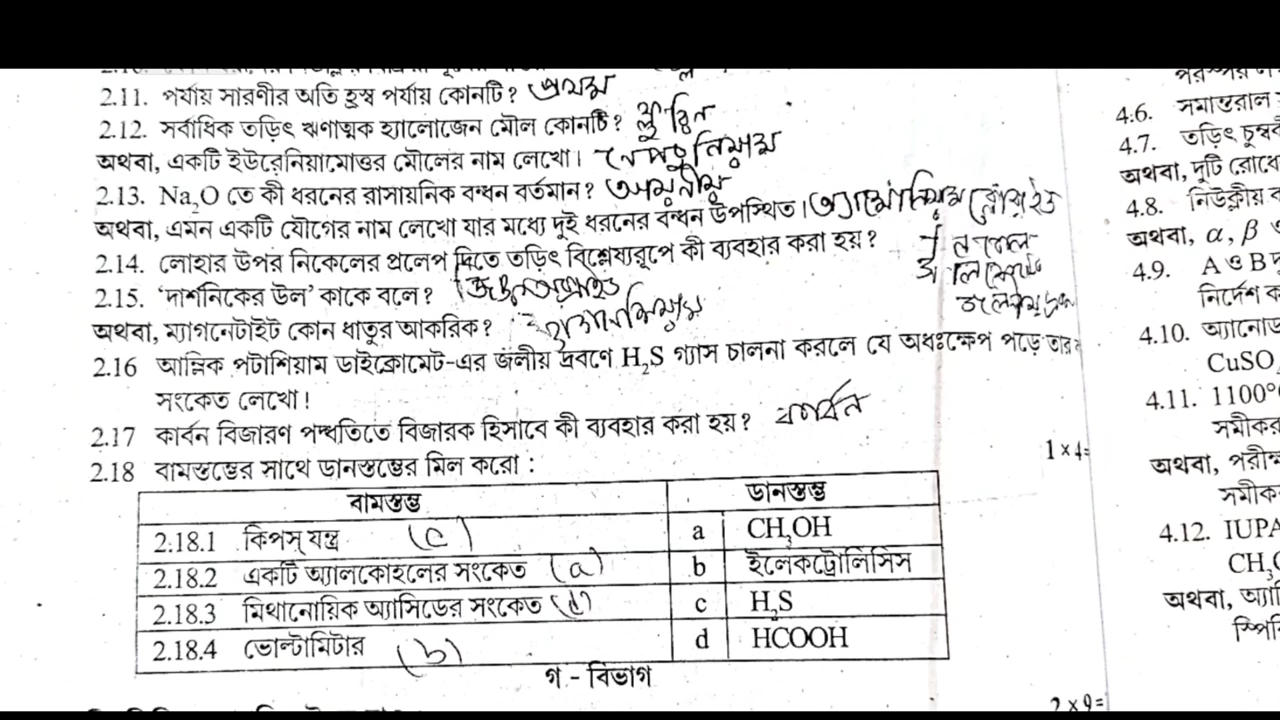 2.11. পর্যায় সারণীর অতি হ্রস্ব পর্যায় কোনটি? প্রথম
2.12. সর্বাধিক তড়িৎ ঋণাত্মক হ্যালোজেন মৌল কোনটি? ফ্লুরিন
অথবা, একটি ইউরেনিয়ামোত্তর মৌলের নাম লেখো। নেপচুনিয়াম
2.13. Na₂O তে কী ধরনের রাসায়নিক বন্ধন বর্তমান? আয়নীয়
অথবা, এমন একটি যৌগের নাম লেখো যার মধ্যে দুই ধরনের বন্ধন উপস্থিত। অ্যামোনিয়াম ক্লোরাইড
2.14. লোহার উপর নিকেলের প্রলেপ দিতে তড়িৎ বিশ্লেষ্যরূপে কী ব্যবহার করা হয়? নিকেল সালফেট
2.15. ‘দার্শনিকের উল’ কাকে বলে? জিঙ্ক অক্সাইড
অথবা, ম্যাগনেটাইট কোন ধাতুর আকরিক?
2.16 আম্লিক পটাশিয়াম ডাইক্রোমেট-এর জলীয় দ্রবণে H₂S গ্যাস চালনা করলে যে অধঃক্ষেপ পড়ে তার
সংকেত লেখো!
2.17 কার্বন বিজারণ পদ্ধতিতে বিজারক হিসাবে কী ব্যবহার করা হয়? কার্বন
2.18 বামস্তম্ভের সাথে ডানস্তম্ভের মিল করো : 1×4=
বামস্তম্ভ ডানস্তম্ভ
2.18.1 কিপস্ যন্ত্র (c) a CH₃OH
2.18.2 একটি অ্যালকোহলের সংকেত (a) b ইলেকট্রোলিসিস
2.18.3 মিথানোয়িক অ্যাসিডের সংকেত (d) c H₂S
2.18.4 ভোল্টামিটার (b) d HCOOH
গ - বিভাগ
2×9=
4.6. সমান্তরাল
4.7. তড়িৎ
অথবা, দুটি
4.8. নিউক্লীয়
অথবা, α, β
4.9. A ও B
নির্দেশ
4.10.
4.11.
অথবা,
4.12.
অথবা,